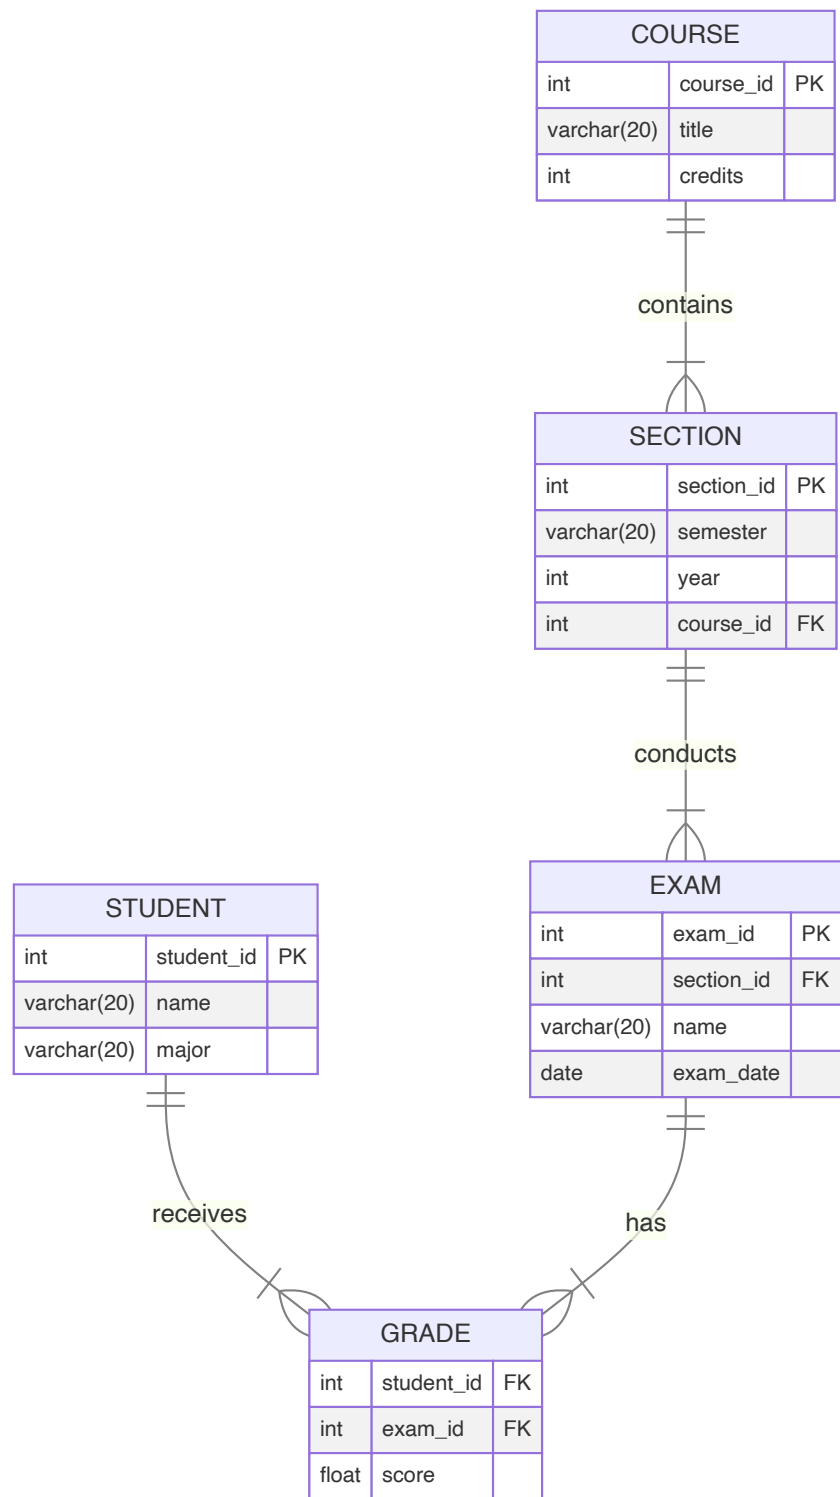 COURSE
int course_id PK
varchar(20) title
int credits
contains
SECTION
int section_id PK
varchar(20) semester
int year
int course_id FK
conducts
EXAM
int exam_id PK
int section_id FK
varchar(20) name
date exam_date
STUDENT
int student_id PK
varchar(20) name
varchar(20) major
receives
has
GRADE
int student_id FK
int exam_id FK
float score